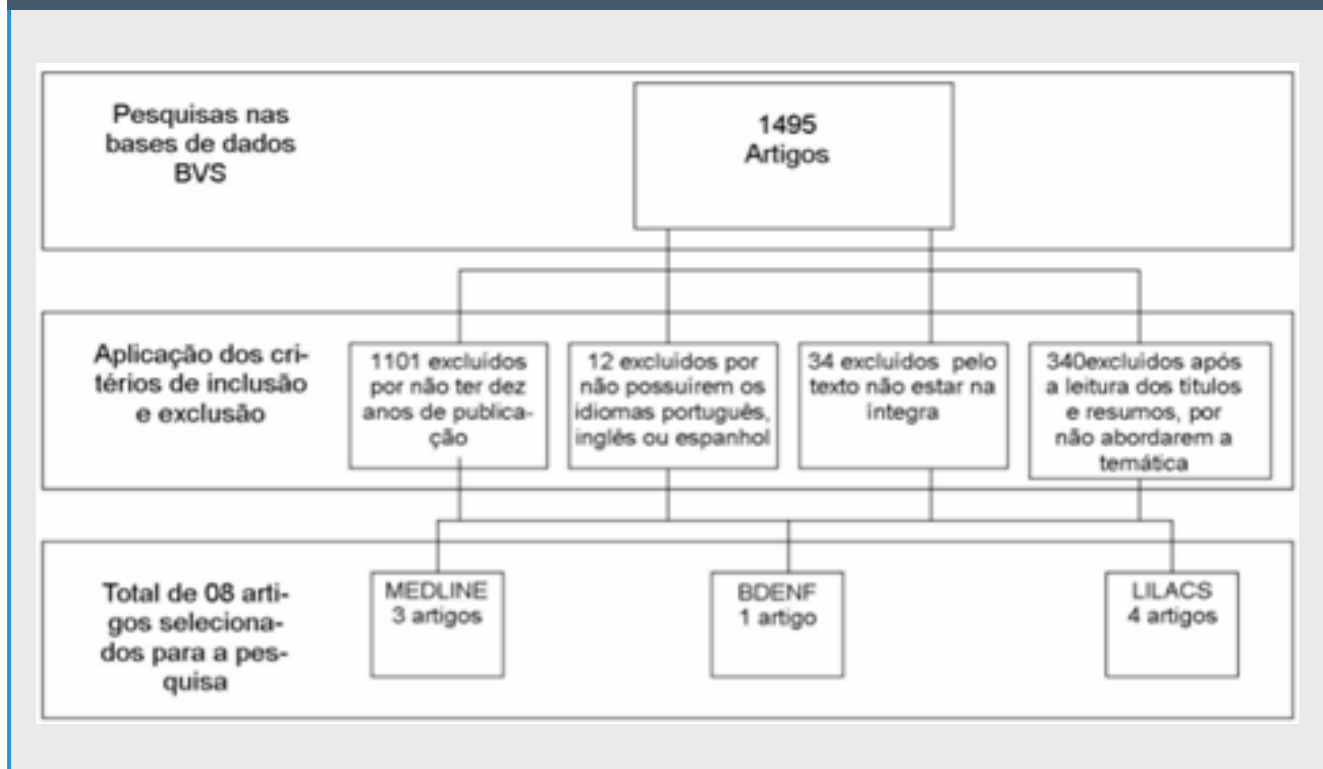 Pesquisas nas
bases de dados
BVS
1495
Artigos
Aplicação dos cri-
térios de inclusão
e exclusão
1101 excluídos
por não ter dez
anos de publica-
ção
12 excluídos por
não possuírem os
idiomas português,
inglês ou espanhol
34 excluídos pelo
texto não estar na
íntegra
340excluídos após
a leitura dos títulos
e resumos, por
não abordarem a
temática
Total de 08 arti-
gos seleciona-
dos para a pes-
quisa
MEDLINE
3 artigos
BDENF
1 artigo
LILACS
4 artigos